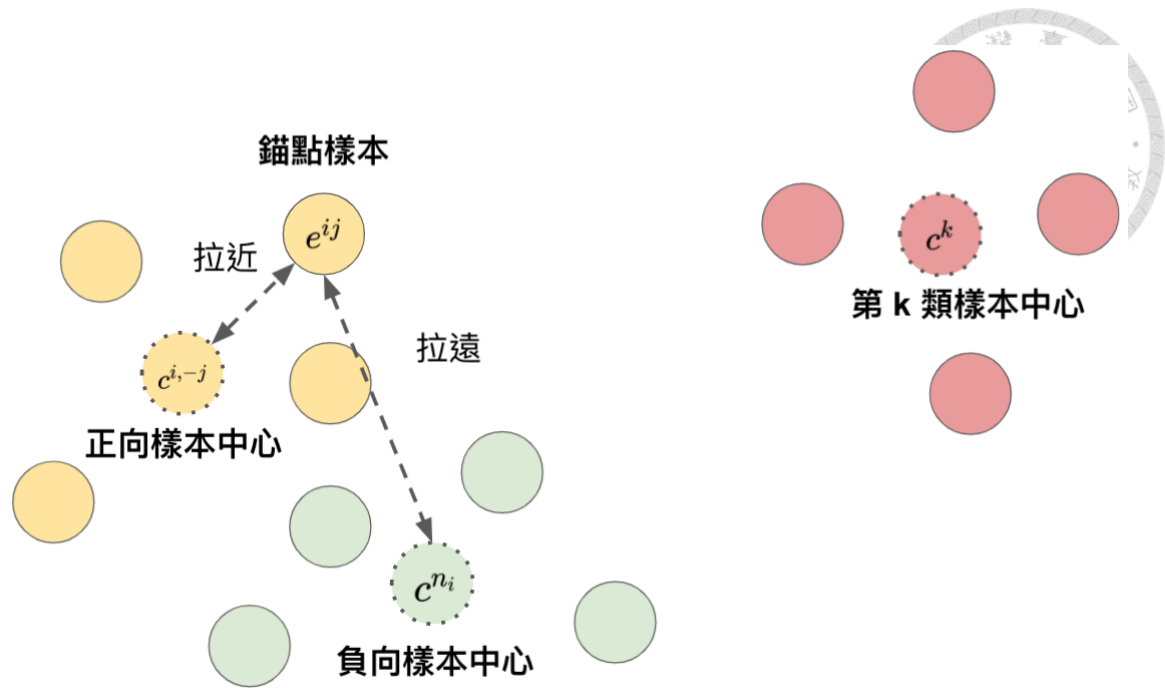 錨點樣本
$e^{ij}$
拉近
拉遠
$c^{i,-j}$
正向樣本中心
$c^{n_i}$
負向樣本中心
$c^k$
第 k 類樣本中心